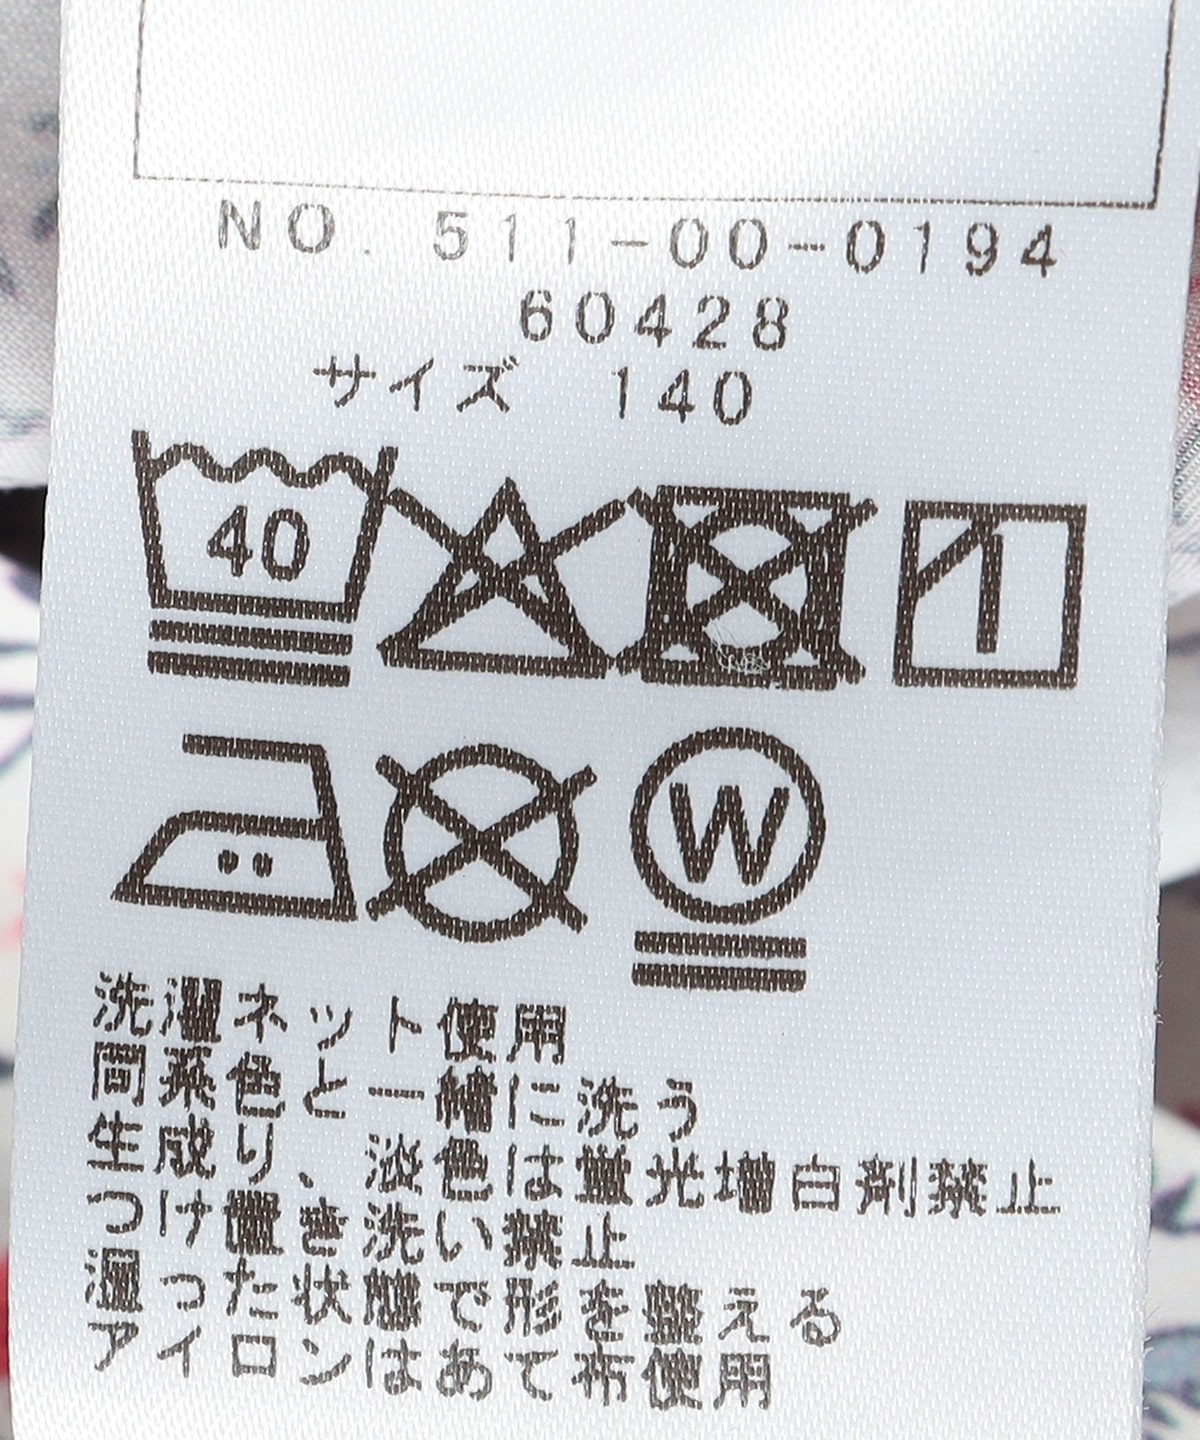 NO. 511-00-0194
60428
サイズ 140
40
W
洗濯ネット使用
同系色と一緒に洗う
生成り、淡色は蛍光増白剤禁止
つけ置き洗い禁止
湿った状態で形を整える
アイロンはあて布使用